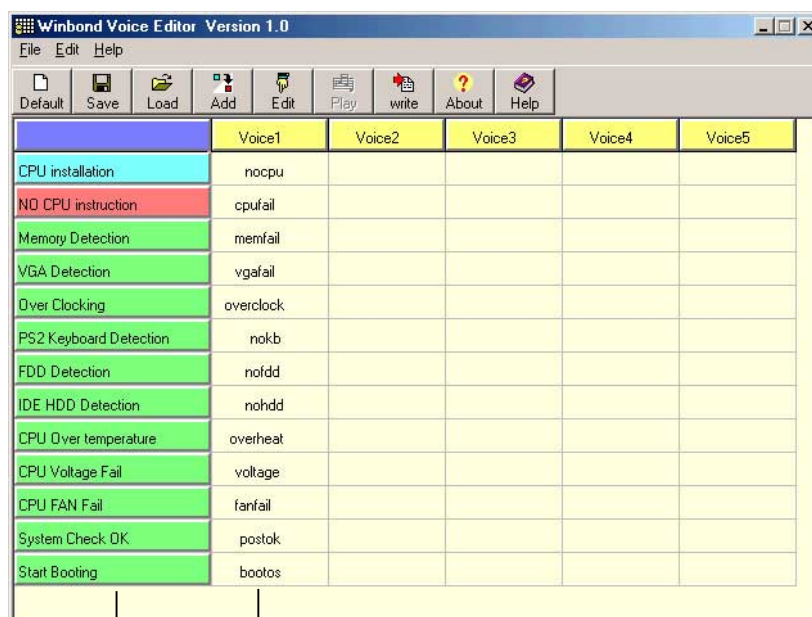 Winbond Voice Editor Version 1.0
File Edit Help
Default Save Load Add Edit Play write About Help
Voice1 Voice2 Voice3 Voice4 Voice5
CPU installation nocpu
NO CPU instruction cpufail
Memory Detection memfail
VGA Detection vgafail
Over Clocking overclock
PS2 Keyboard Detection nokb
FDD Detection nofdd
IDE HDD Detection nohdd
CPU Over temperature overheat
CPU Voltage Fail voltage
CPU FAN Fail fanfail
System Check OK postok
Start Booting bootos